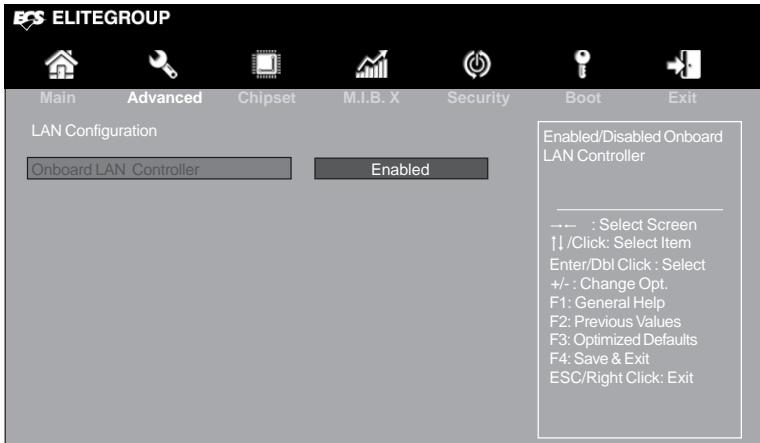 ECS ELITEGROUP
Main Advanced Chipset M.I.B. X Security Boot Exit
LAN Configuration
Onboard LAN Controller Enabled
Enabled/Disabled Onboard
LAN Controller
→← : Select Screen
↑↓/Click: Select Item
Enter/Dbl Click : Select
+/- : Change Opt.
F1: General Help
F2: Previous Values
F3: Optimized Defaults
F4: Save & Exit
ESC/Right Click: Exit